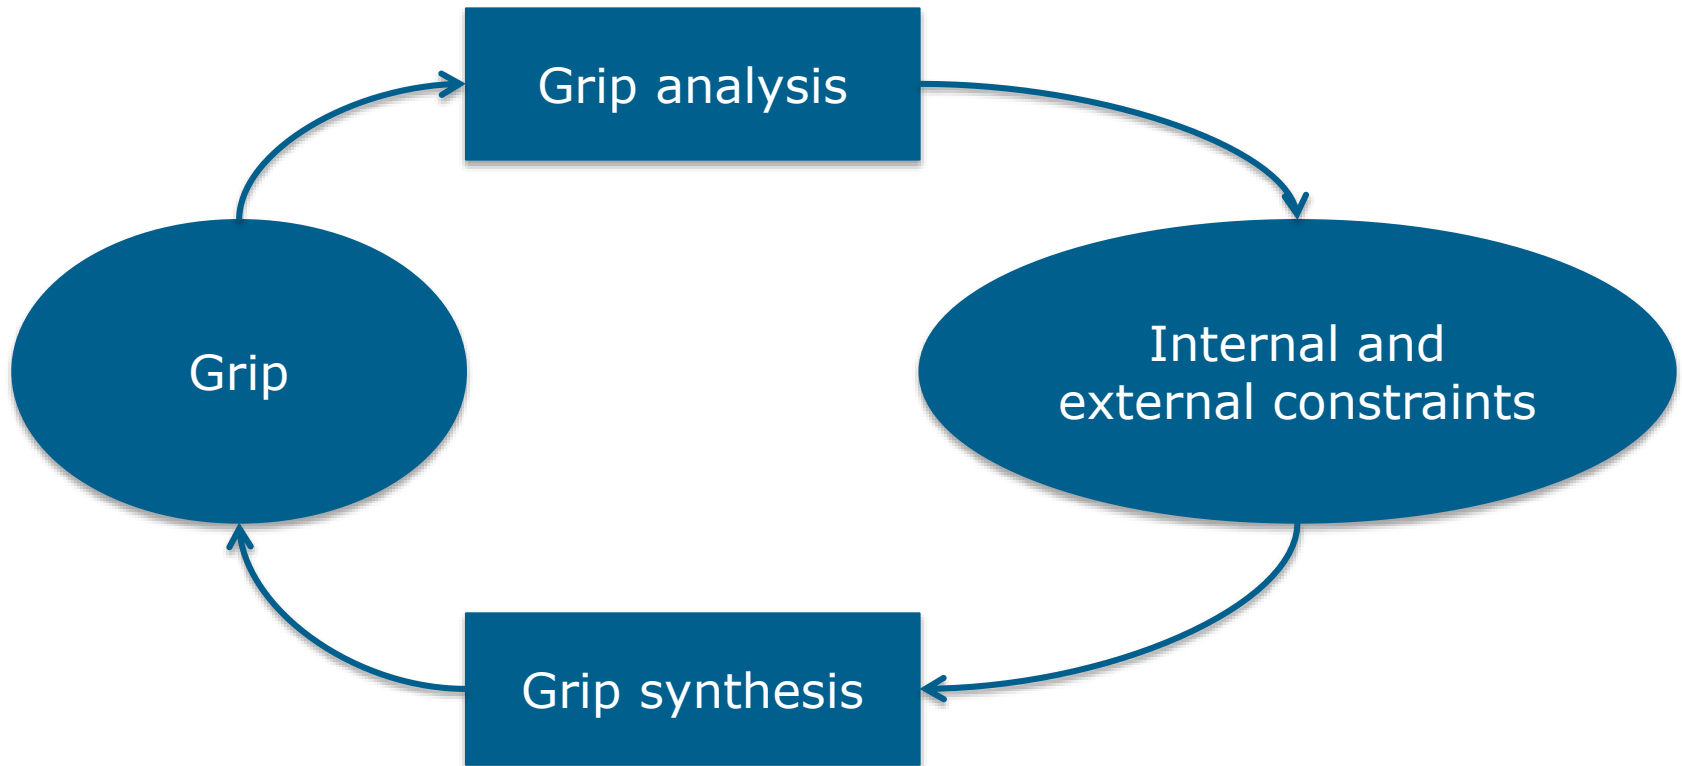 Grip analysis
Grip
Internal and
external constraints
Grip synthesis